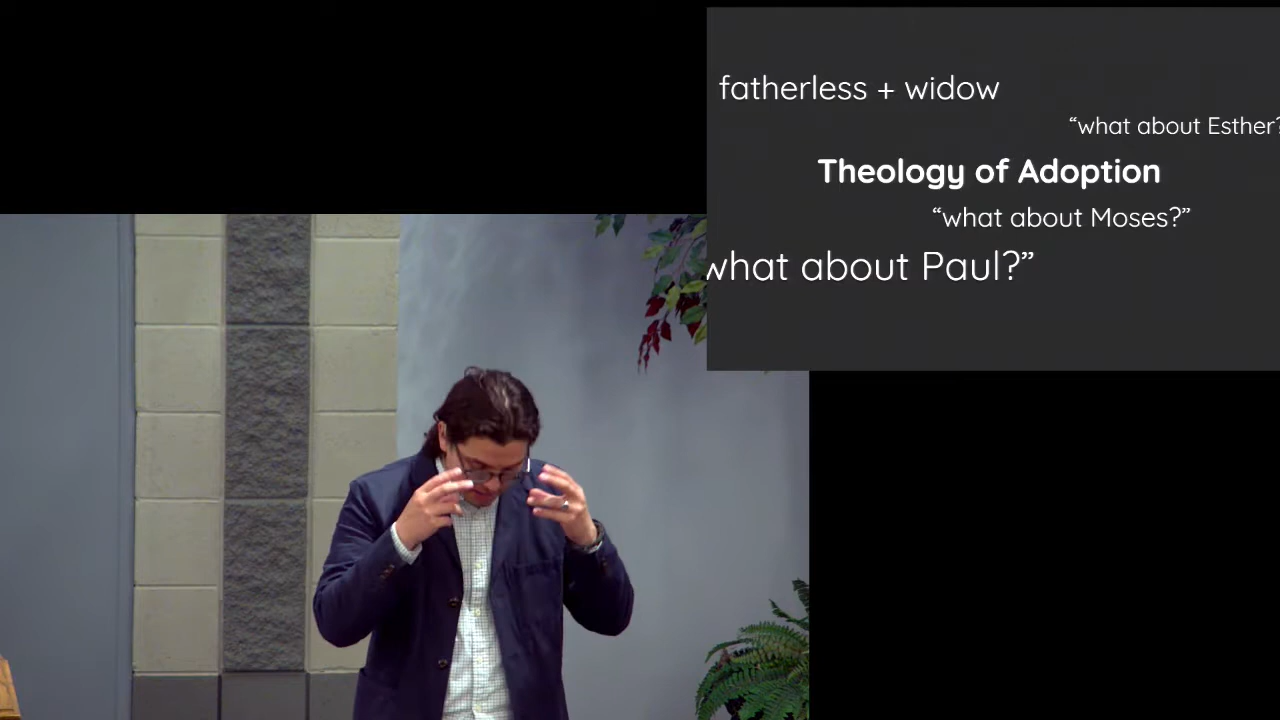 fatherless + widow
“what about Esther?
Theology of Adoption
“what about Moses?”
what about Paul?”